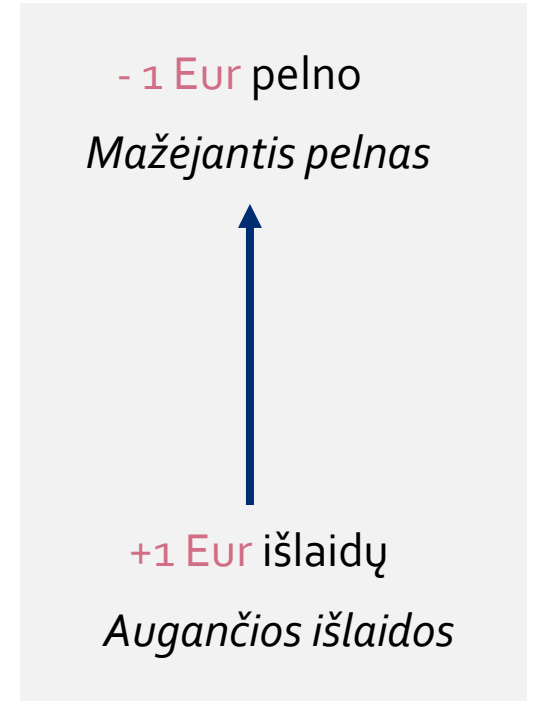 - 1 Eur pelno
Mažėjantis pelnas
+1 Eur išlaidų
Augančios išlaidos